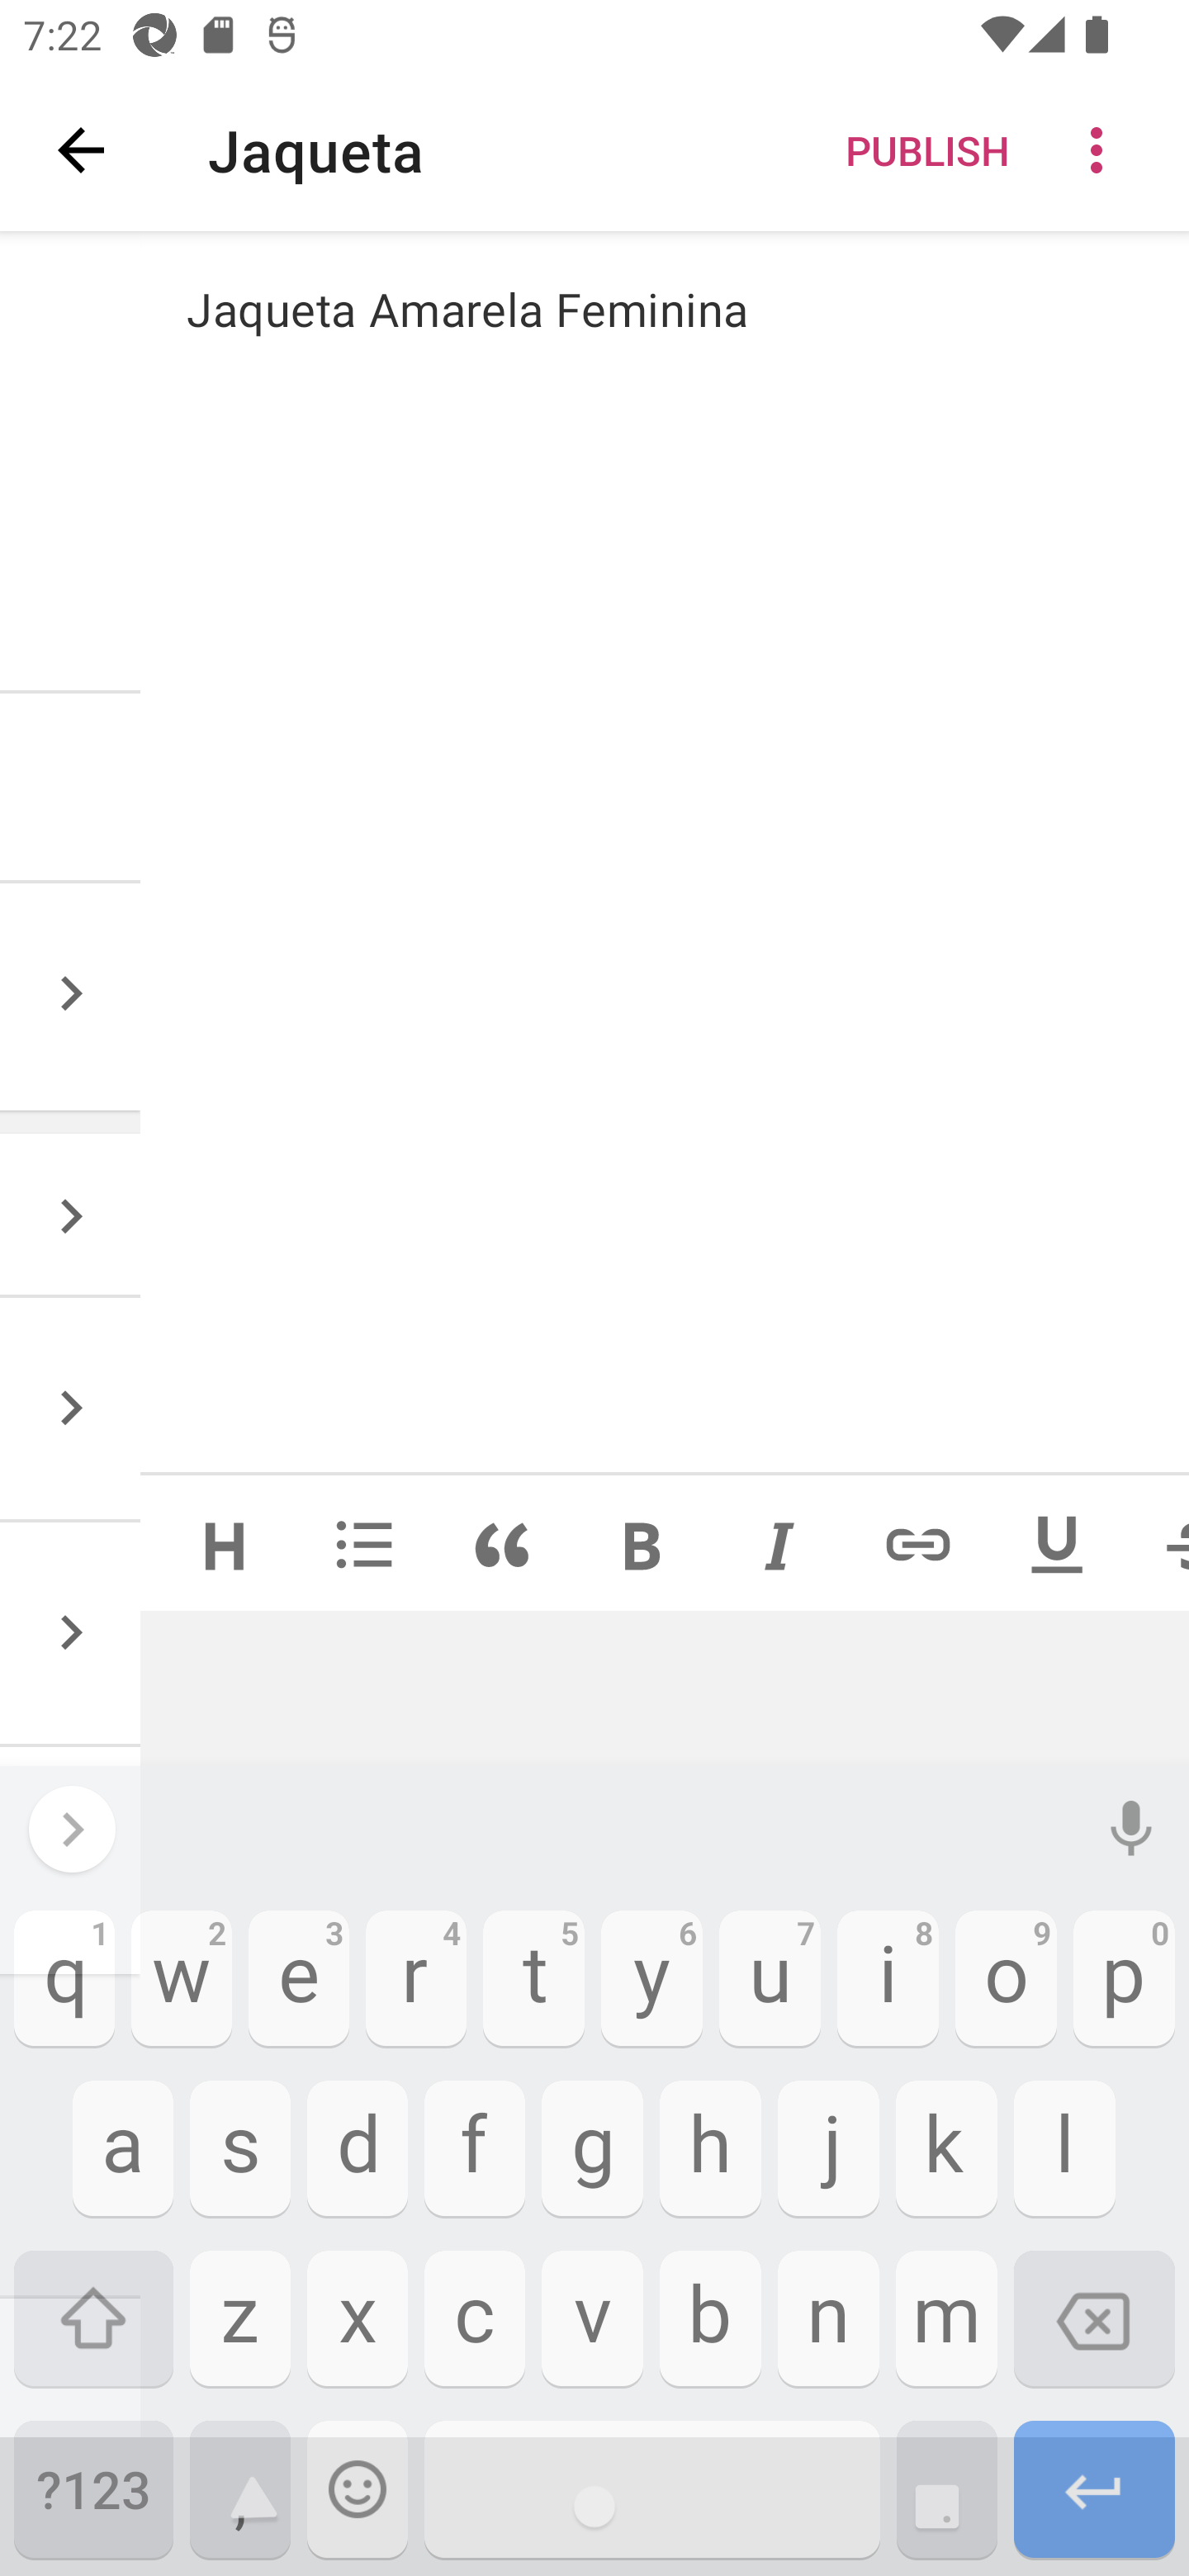 7:22
Jaqueta
PUBLISH
Jaqueta Amarela Feminina
H
B
I
U
1 2 3 4 5 6 7 8 9 0
q w e r t y u i o p
a s d f g h j k l
z x c v b n m
?123 , .